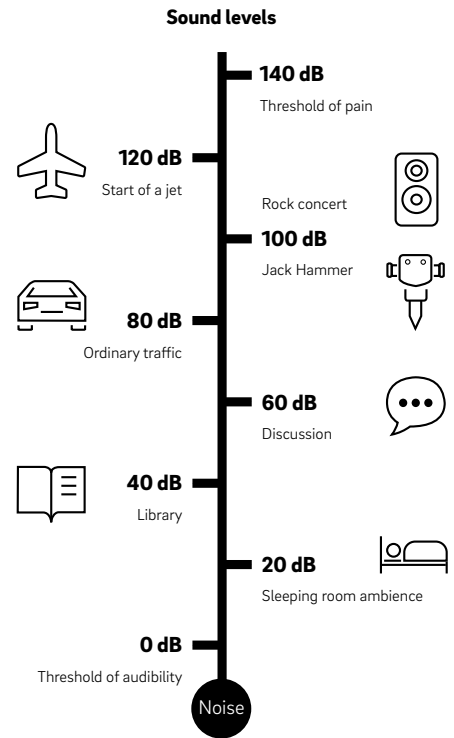 Sound levels
140 dB
Threshold of pain
120 dB
Start of a jet
Rock concert
100 dB
Jack Hammer
80 dB
Ordinary traffic
60 dB
Discussion
40 dB
Library
20 dB
Sleeping room ambience
0 dB
Threshold of audibility
Noise